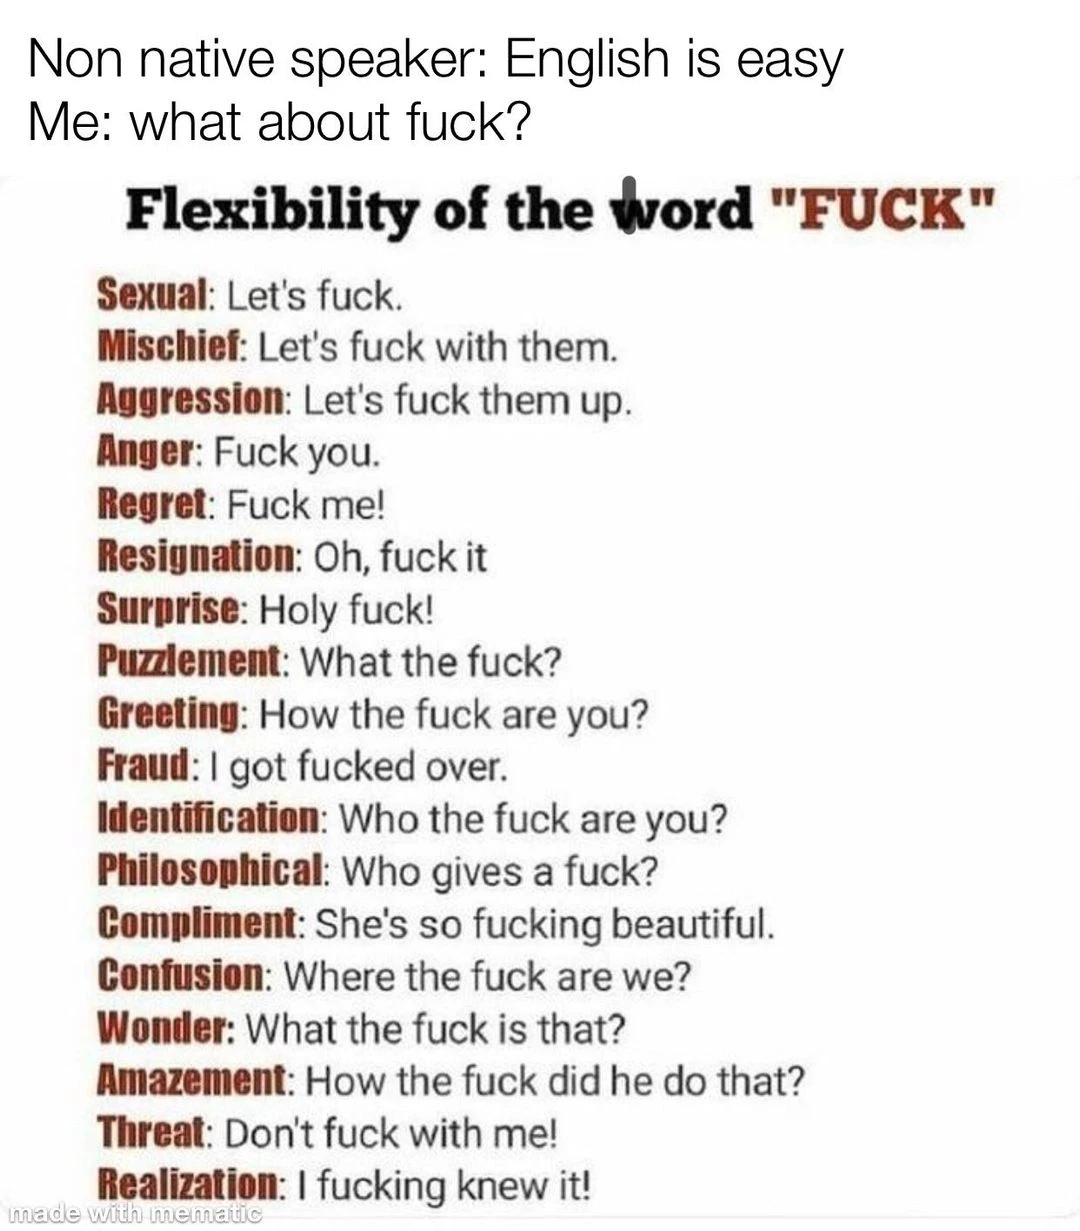 Non native speaker: English is easy
Me: what about fuck?
Flexibility of the word "FUCK"
Sexual: Let's fuck.
Mischief: Let's fuck with them.
Aggression: Let's fuck them up.
Anger: Fuck you.
Regret: Fuck me!
Resignation: Oh, fuck it
Surprise: Holy fuck!
Puzzlement: What the fuck?
Greeting: How the fuck are you?
Fraud: I got fucked over.
Identification: Who the fuck are you?
Philosophical: Who gives a fuck?
Compliment: She's so fucking beautiful.
Confusion: Where the fuck are we?
Wonder: What the fuck is that?
Amazement: How the fuck did he do that?
Threat: Don't fuck with me!
Realization: I fucking knew it!
made with mematic